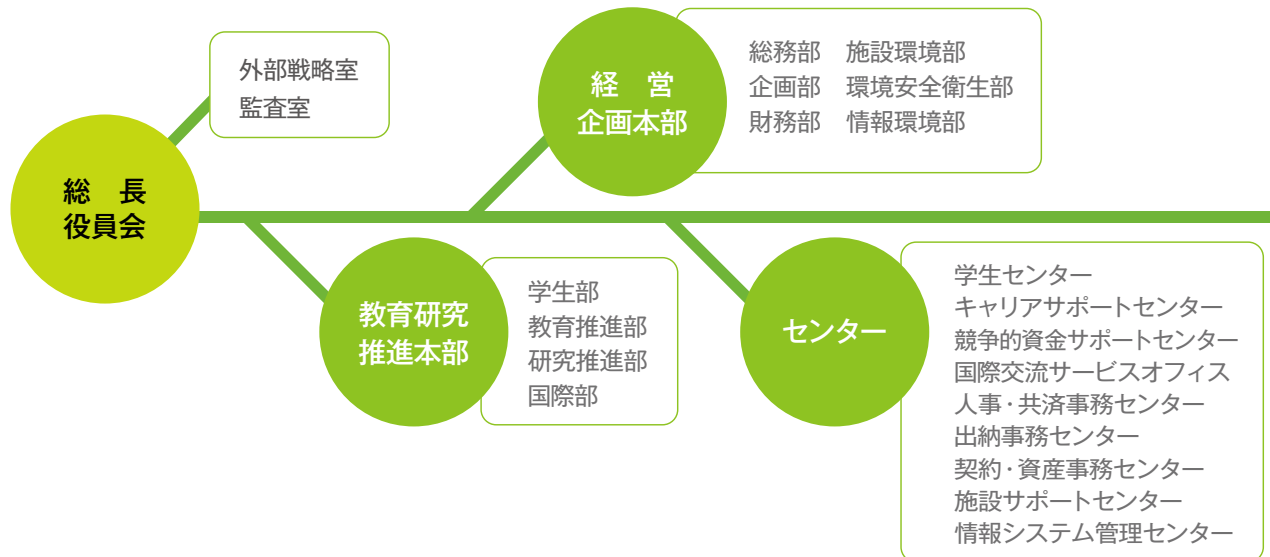 外部戦略室
監査室
総　長
役員会
経　営
企画本部
総務部　施設環境部
企画部　環境安全衛生部
財務部　情報環境部
教育研究
推進本部
学生部
教育推進部
研究推進部
国際部
センター
学生センター
キャリアサポートセンター
競争的資金サポートセンター
国際交流サービスオフィス
人事・共済事務センター
出納事務センター
契約・資産事務センター
施設サポートセンター
情報システム管理センター